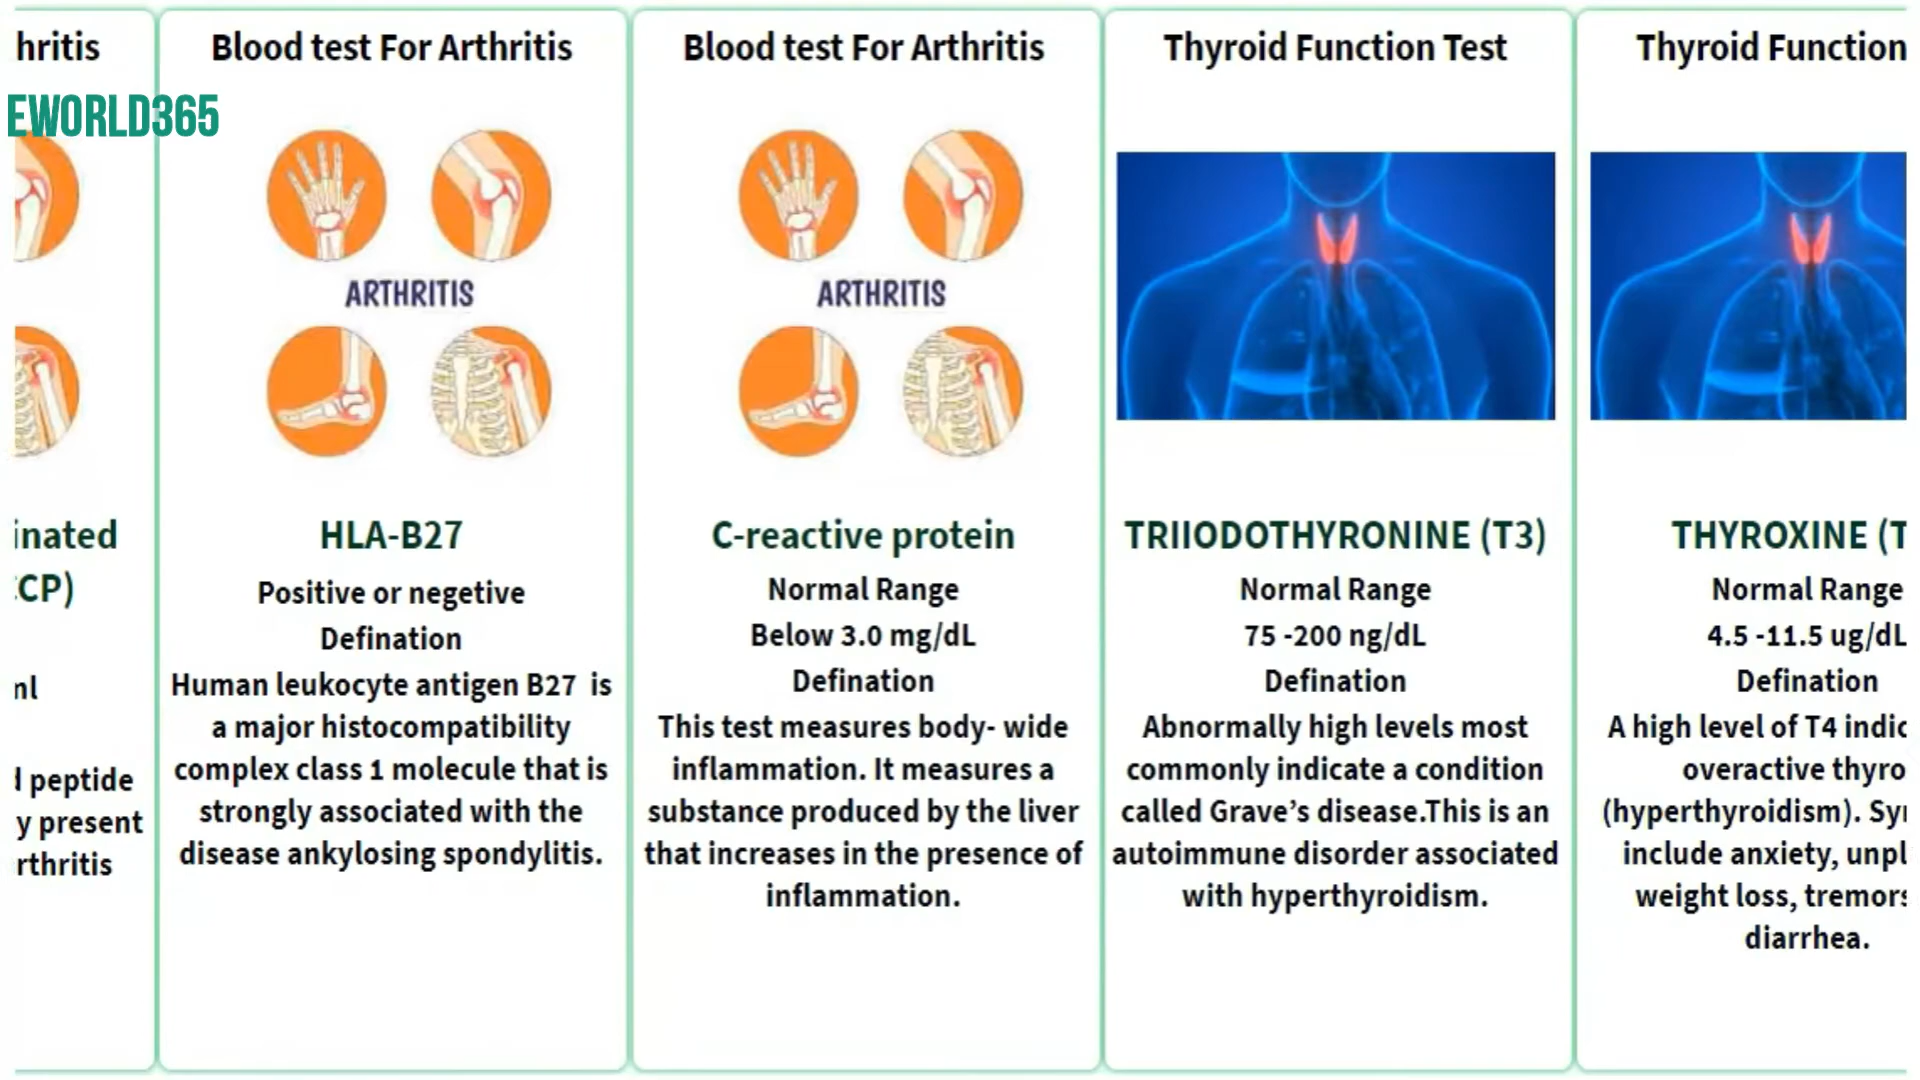 hritis
EWORLD365
inated
CP)
nl
d peptide
y present
rthritis
Blood test For Arthritis
ARTHRITIS
HLA-B27
Positive or negetive
Defination
Human leukocyte antigen B27 is
a major histocompatibility
complex class 1 molecule that is
strongly associated with the
disease ankylosing spondylitis.
Blood test For Arthritis
ARTHRITIS
C-reactive protein
Normal Range
Below 3.0 mg/dL
Defination
This test measures body- wide
inflammation. It measures a
substance produced by the liver
that increases in the presence of
inflammation.
Thyroid Function Test
TRIIODOTHYRONINE (T3)
Normal Range
75 -200 ng/dL
Defination
Abnormally high levels most
commonly indicate a condition
called Grave’s disease.This is an
autoimmune disorder associated
with hyperthyroidism.
Thyroid Function
THYROXINE (T
Normal Range
4.5 -11.5 ug/dL
Defination
A high level of T4 indic
overactive thyro
(hyperthyroidism). Syr
include anxiety, unpl
weight loss, tremors
diarrhea.